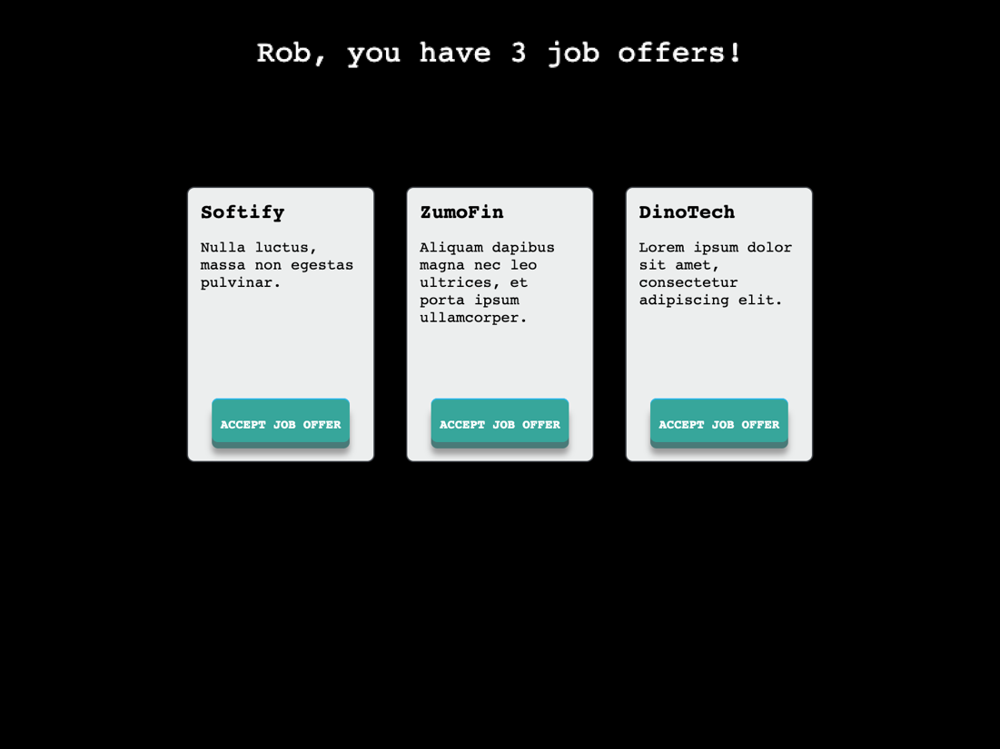 Rob, you have 3 job offers!
Softify
Nulla luctus,
massa non egestas
pulvinar.
ACCEPT JOB OFFER
ZumoFin
Aliquam dapibus
magna nec leo
ultrices, et
porta ipsum
ullamcorper.
ACCEPT JOB OFFER
DinoTech
Lorem ipsum dolor
sit amet,
consectetur
adipiscing elit.
ACCEPT JOB OFFER